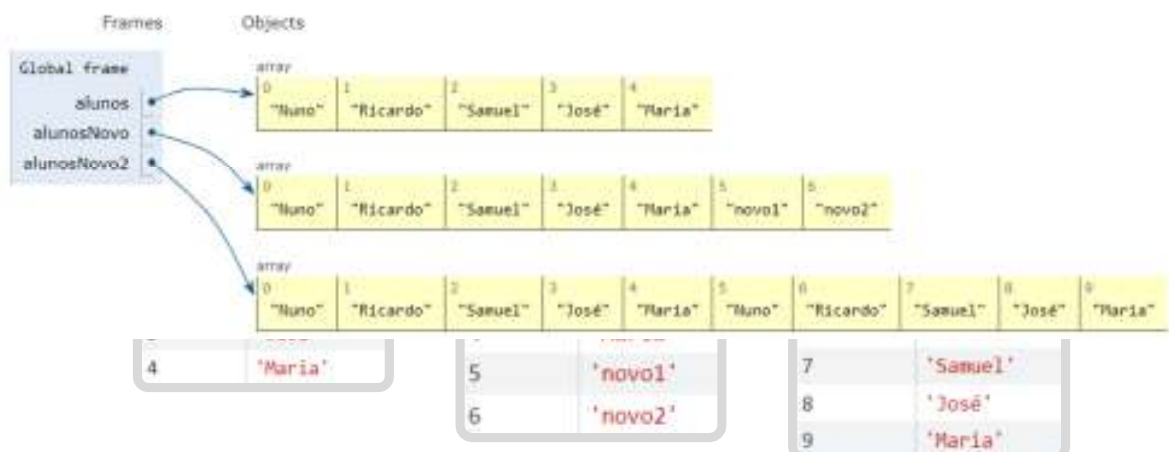 Frames Objects
Global frame
alunos
alunosNovo
alunosNovo2
array
0 1 2 3 4
"Nuno" "Ricardo" "Samuel" "José" "Maria"
array
0 1 2 3 4 5 6
"Nuno" "Ricardo" "Samuel" "José" "Maria" "novo1" "novo2"
array
0 1 2 3 4 5 6 7 8 9
"Nuno" "Ricardo" "Samuel" "José" "Maria" "Nuno" "Ricardo" "Samuel" "José" "Maria"
4 'Maria'
5 'novo1'
6 'novo2'
7 'Samuel'
8 'José'
9 'Maria'